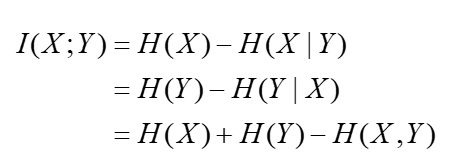 I(X;Y) = H(X) − H(X | Y)
= H(Y) − H(Y | X)
= H(X) + H(Y) − H(X,Y)